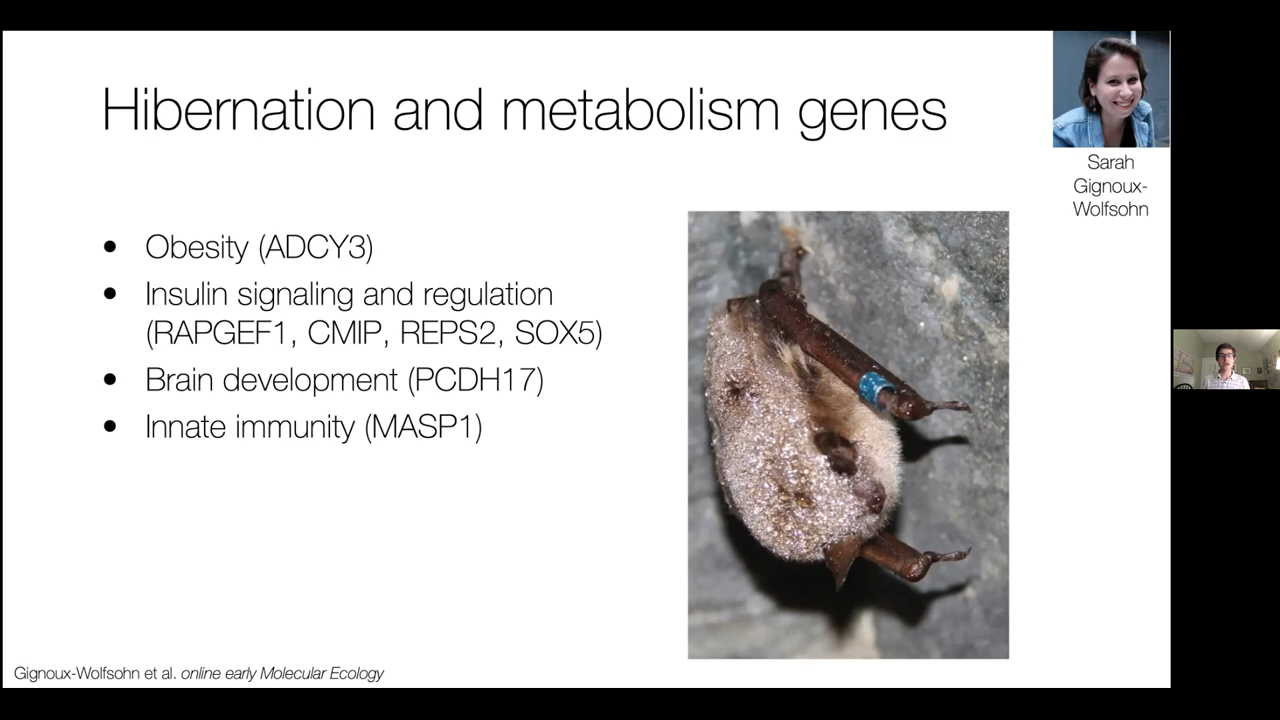 Hibernation and metabolism genes
Sarah
Gignoux-
Wolfsohn
• Obesity (ADCY3)
• Insulin signaling and regulation
(RAPGEF1, CMIP, REPS2, SOX5)
• Brain development (PCDH17)
• Innate immunity (MASP1)
Gignoux-Wolfsohn et al. online early Molecular Ecology